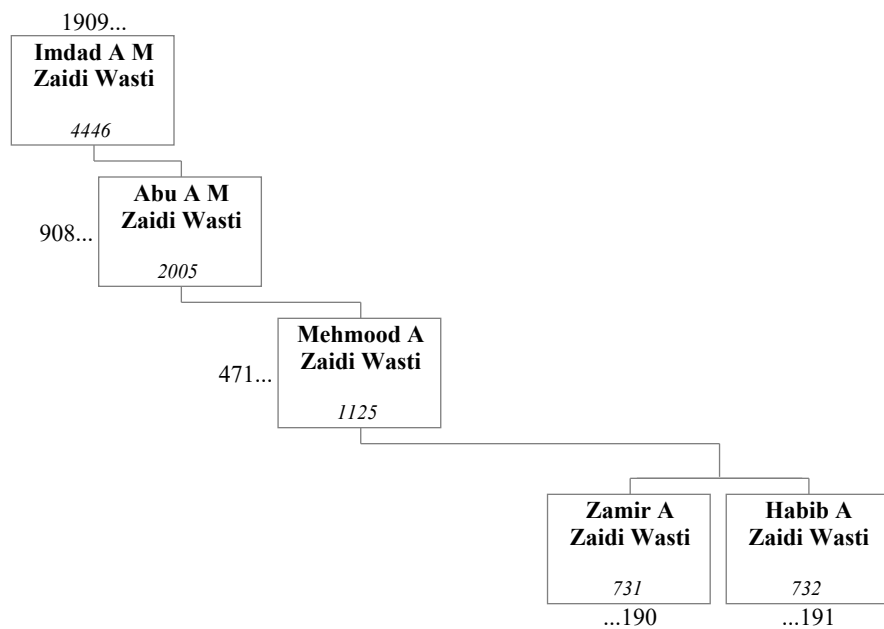 1909...
Imdad A M
Zaidi Wasti
4446
Abu A M
Zaidi Wasti
908...
2005
Mehmood A
Zaidi Wasti
471...
1125
Zamir A
Zaidi Wasti
731
...190
Habib A
Zaidi Wasti
732
...191